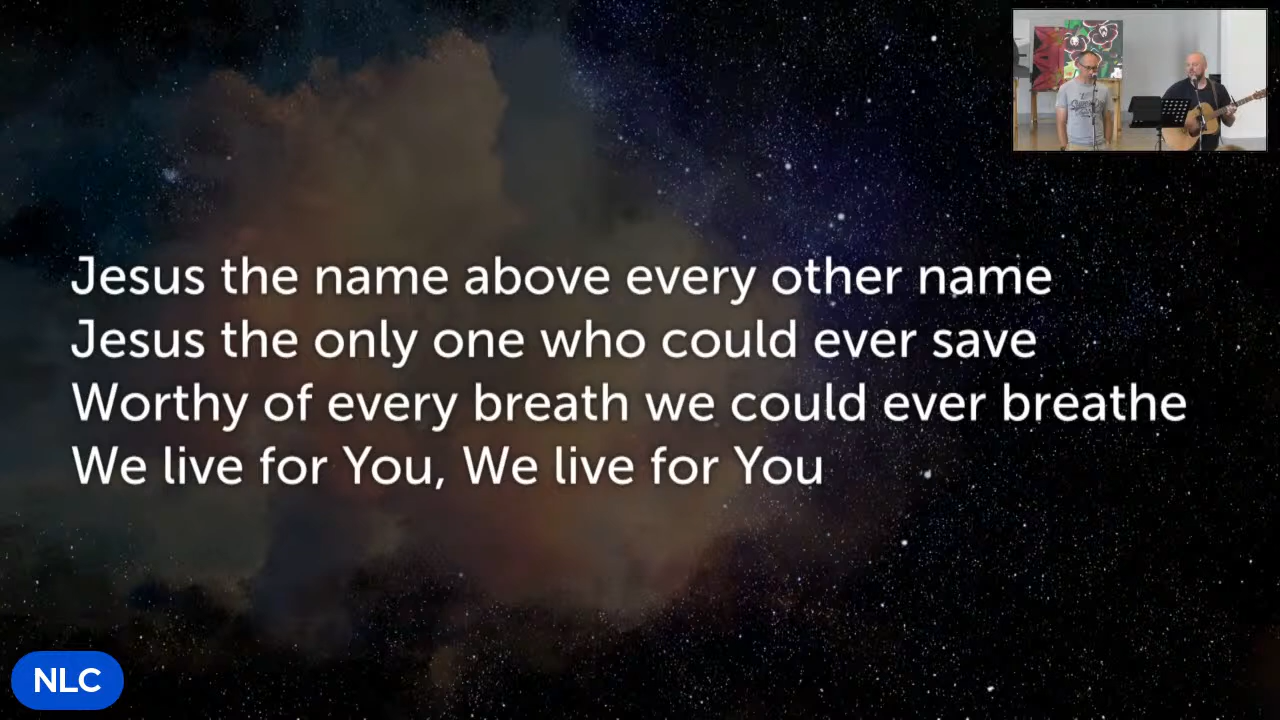 Jesus the name above every other name
Jesus the only one who could ever save
Worthy of every breath we could ever breathe
We live for You, We live for You
NLC